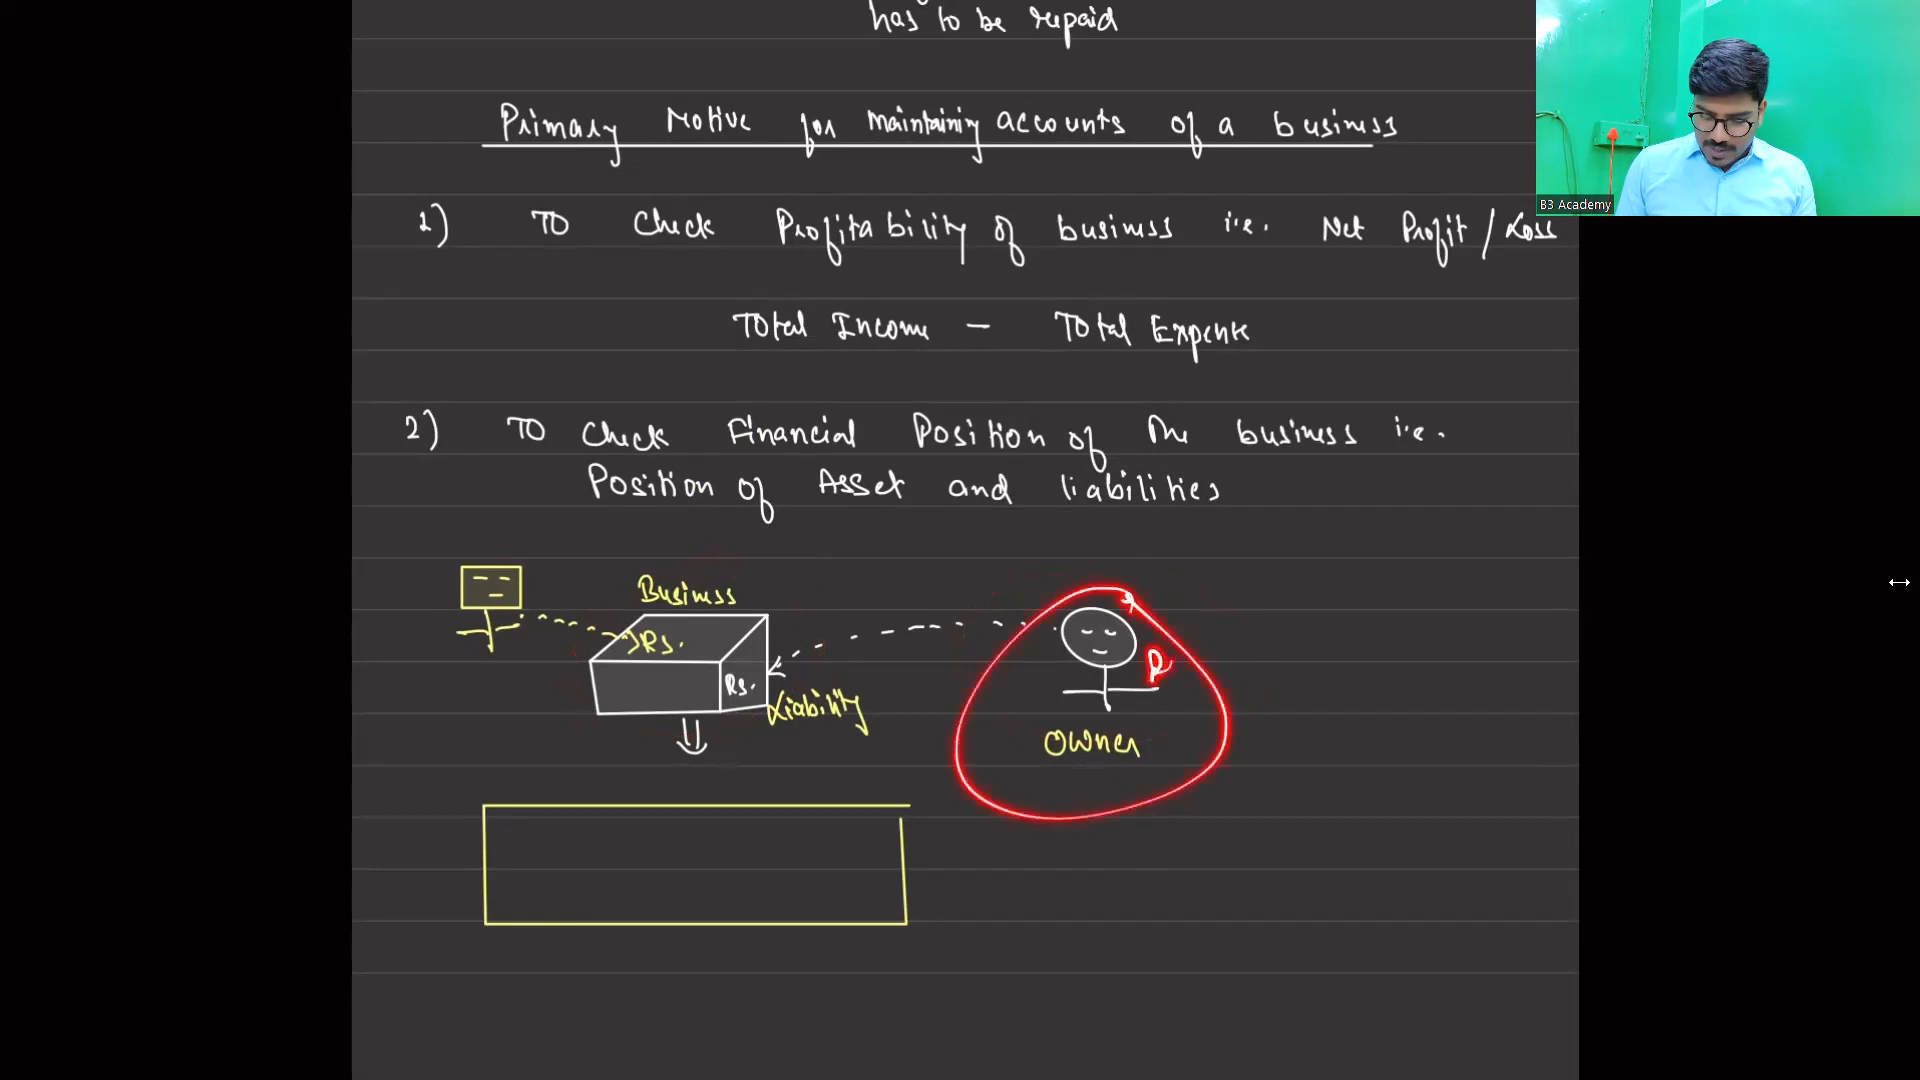 has to be repaid
Primary Motive for maintaining accounts of a business
1) TO Check Profitability of business i.e. Net Profit / Loss
Total Income - Total Expense
2) TO Check Financial Position of the business i.e.
Position of Asset and liabilities
Business
Rs.
Rs.
Liability
P
Owner
B3 Academy